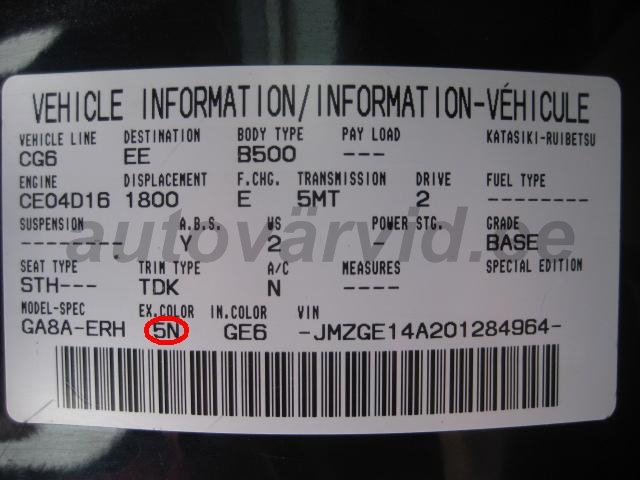 VEHICLE INFORMATION/INFORMATION-VÉHICULE
VEHICLE LINE DESTINATION BODY TYPE PAY LOAD KATASIKI-RUIBETSU
CG6 EE B500 ---
ENGINE DISPLACEMENT F.CHG. TRANSMISSION DRIVE FUEL TYPE
CE04D16 1800 E 5MT 2 ----------
SUSPENSION A.B.S. WS POWER STG. GRADE
---------- Y 2 - BASE
autovärvid.ee
SEAT TYPE TRIM TYPE A/C MEASURES SPECIAL EDITION
STH--- TDK N ----
MODEL-SPEC EX.COLOR IN.COLOR VIN
GA8A-ERH 5N GE6 -JMZGE14A201284964-